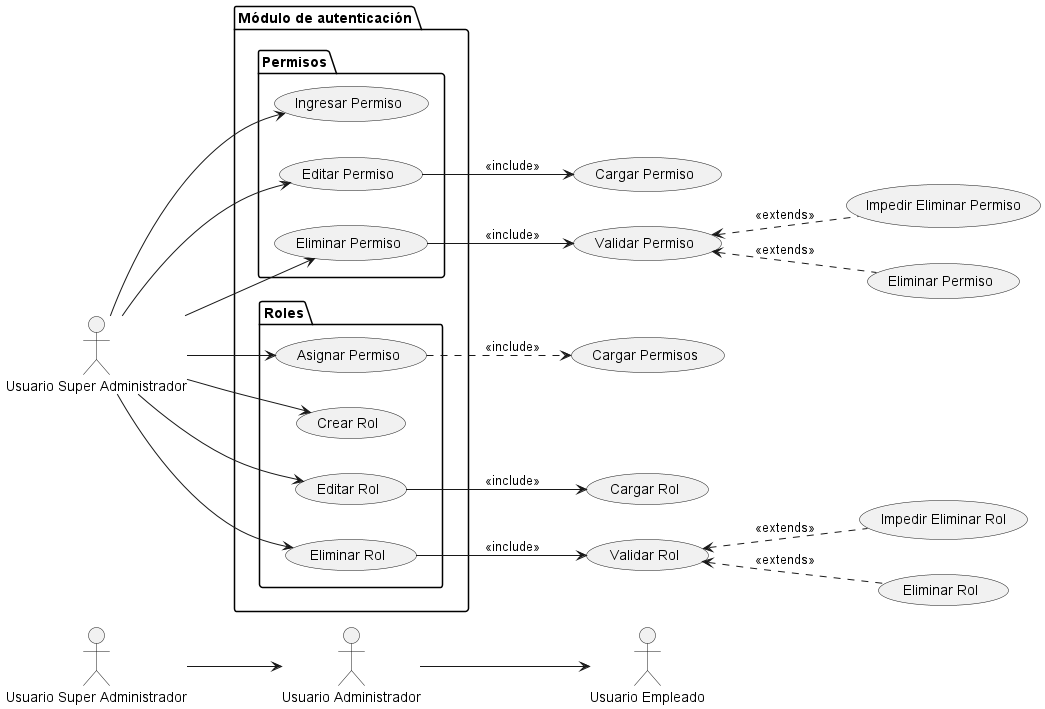 Módulo de autenticación
Permisos
Ingresar Permiso
Editar Permiso
«include»
Cargar Permiso
Eliminar Permiso
«include»
Validar Permiso
«extends»
Impedir Eliminar Permiso
«extends»
Eliminar Permiso
Roles
Usuario Super Administrador
Asignar Permiso
«include»
Cargar Permisos
Crear Rol
Editar Rol
«include»
Cargar Rol
Eliminar Rol
«include»
Validar Rol
«extends»
Impedir Eliminar Rol
«extends»
Eliminar Rol
Usuario Super Administrador
Usuario Administrador
Usuario Empleado